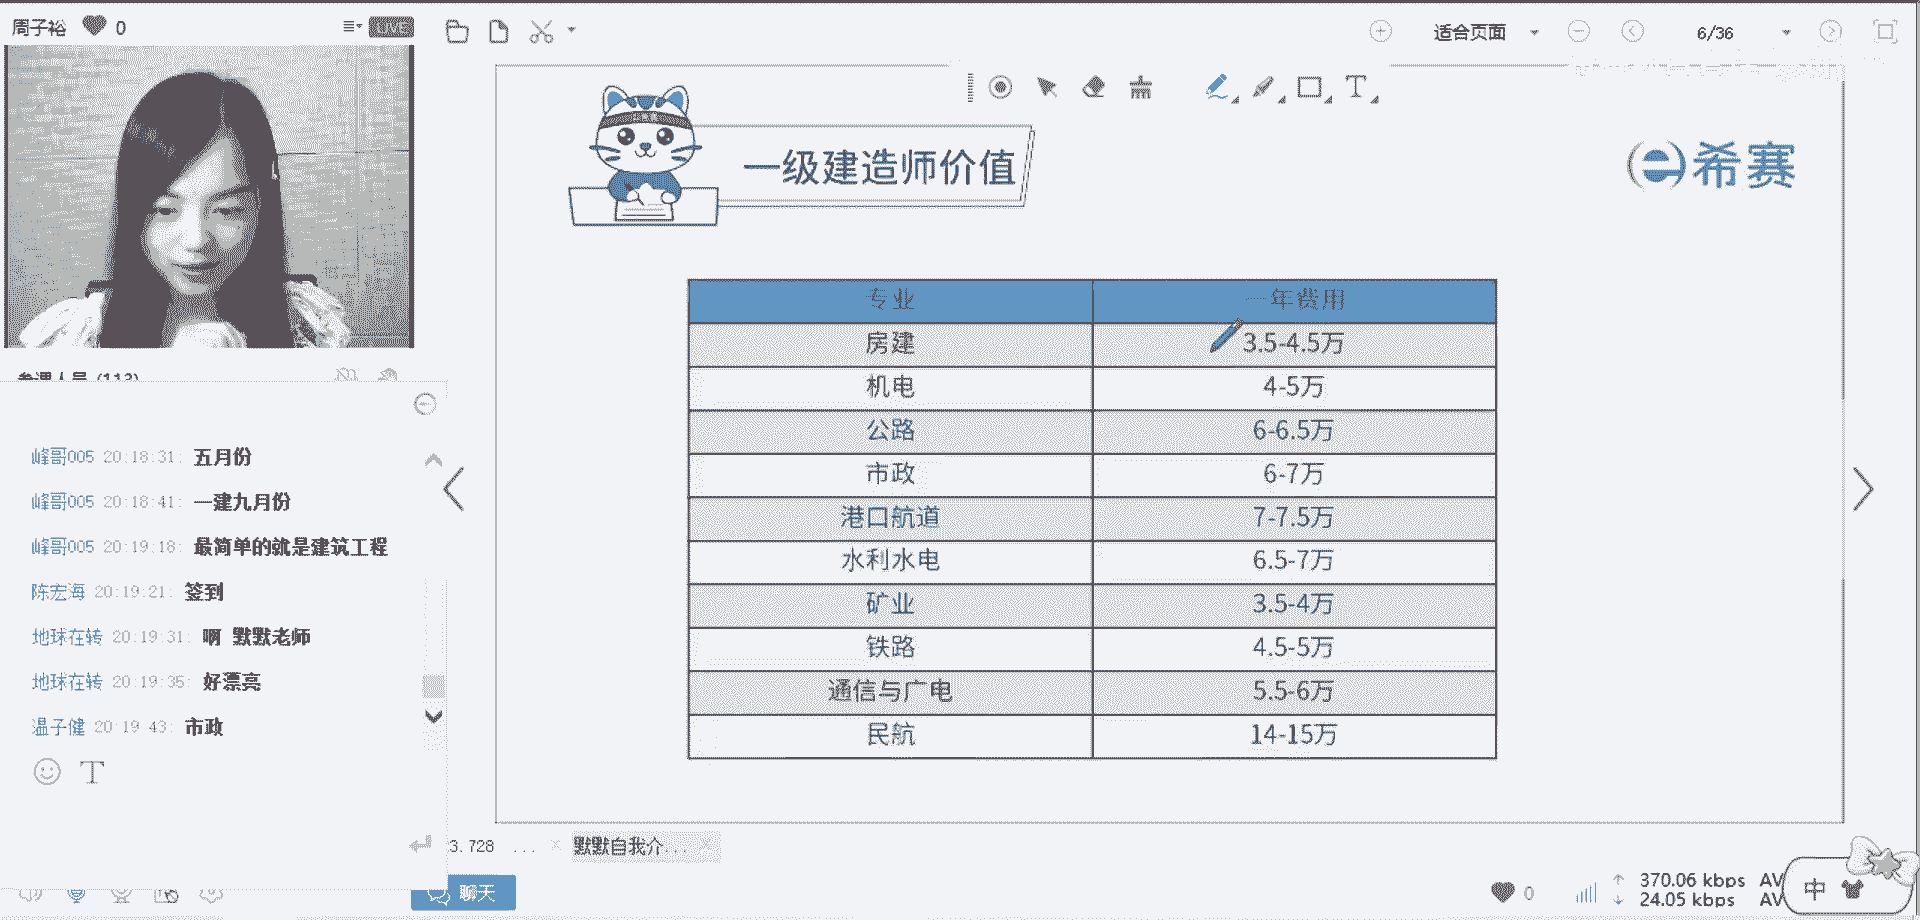 周子裕 0 LIVE
适合页面 6/36
一级建造师价值
希赛
专业 一年费用
房建 3.5-4.5万
机电 4-5万
公路 6-6.5万
市政 6-7万
港口航道 7-7.5万
水利水电 6.5-7万
矿业 3.5-4万
铁路 4.5-5万
通信与广电 5.5-6万
民航 14-15万
参课人员 (113)
峰哥005 20:18:31: 五月份
峰哥005 20:18:41: 一建九月份
峰哥005 20:19:18: 最简单的就是建筑工程
陈宏海 20:19:21: 签到
地球在转 20:19:31: 啊 默默老师
地球在转 20:19:35: 好漂亮
温子健 20:19:43: 市政
T
3.728 ... × 默默自我介... ×
聊天
0
370.06 kbps AV
24.05 kbps AV
中